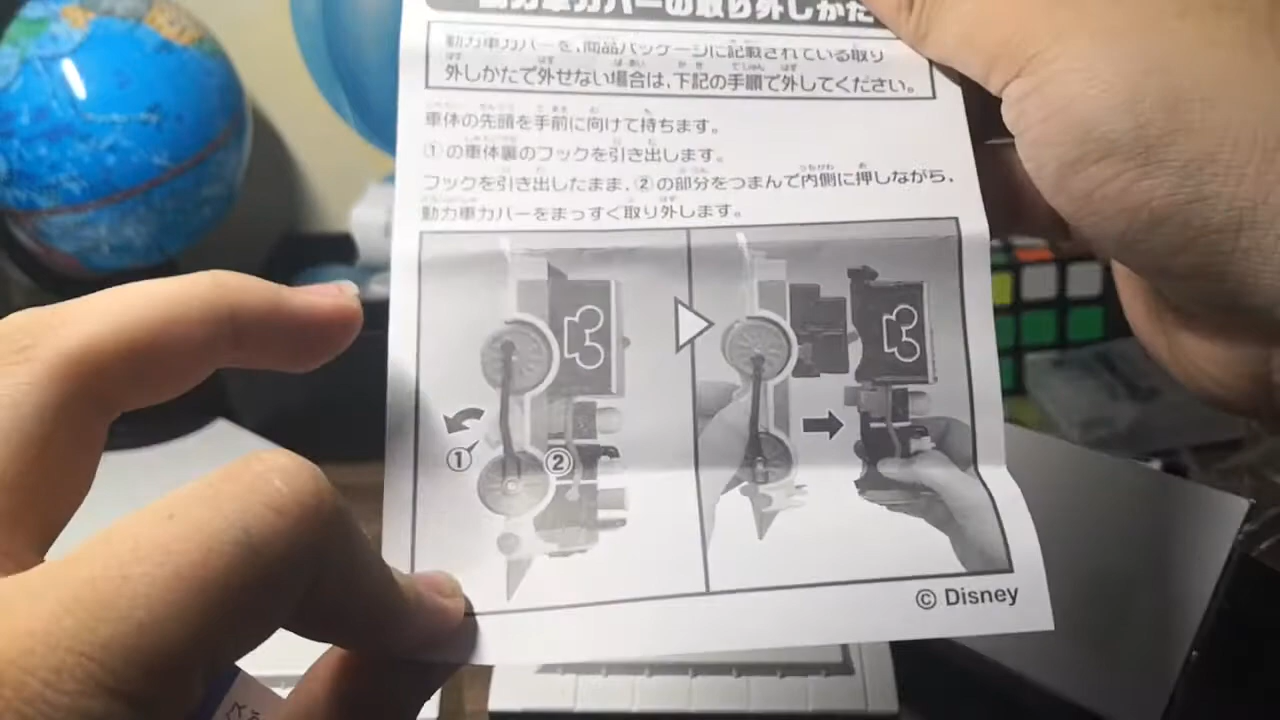 動力車カバーの取り外しかた
動力車カバーを、商品パッケージに記載されている取り
外しかたで外せない場合は、下記の手順で外してください。
車体の先頭を手前に向けて持ちます。
①の車体裏のフックを引き出します。
フックを引き出したまま、②の部分をつまんで内側に押しながら、
動力車カバーをまっすぐ取り外します。
①
②
© Disney